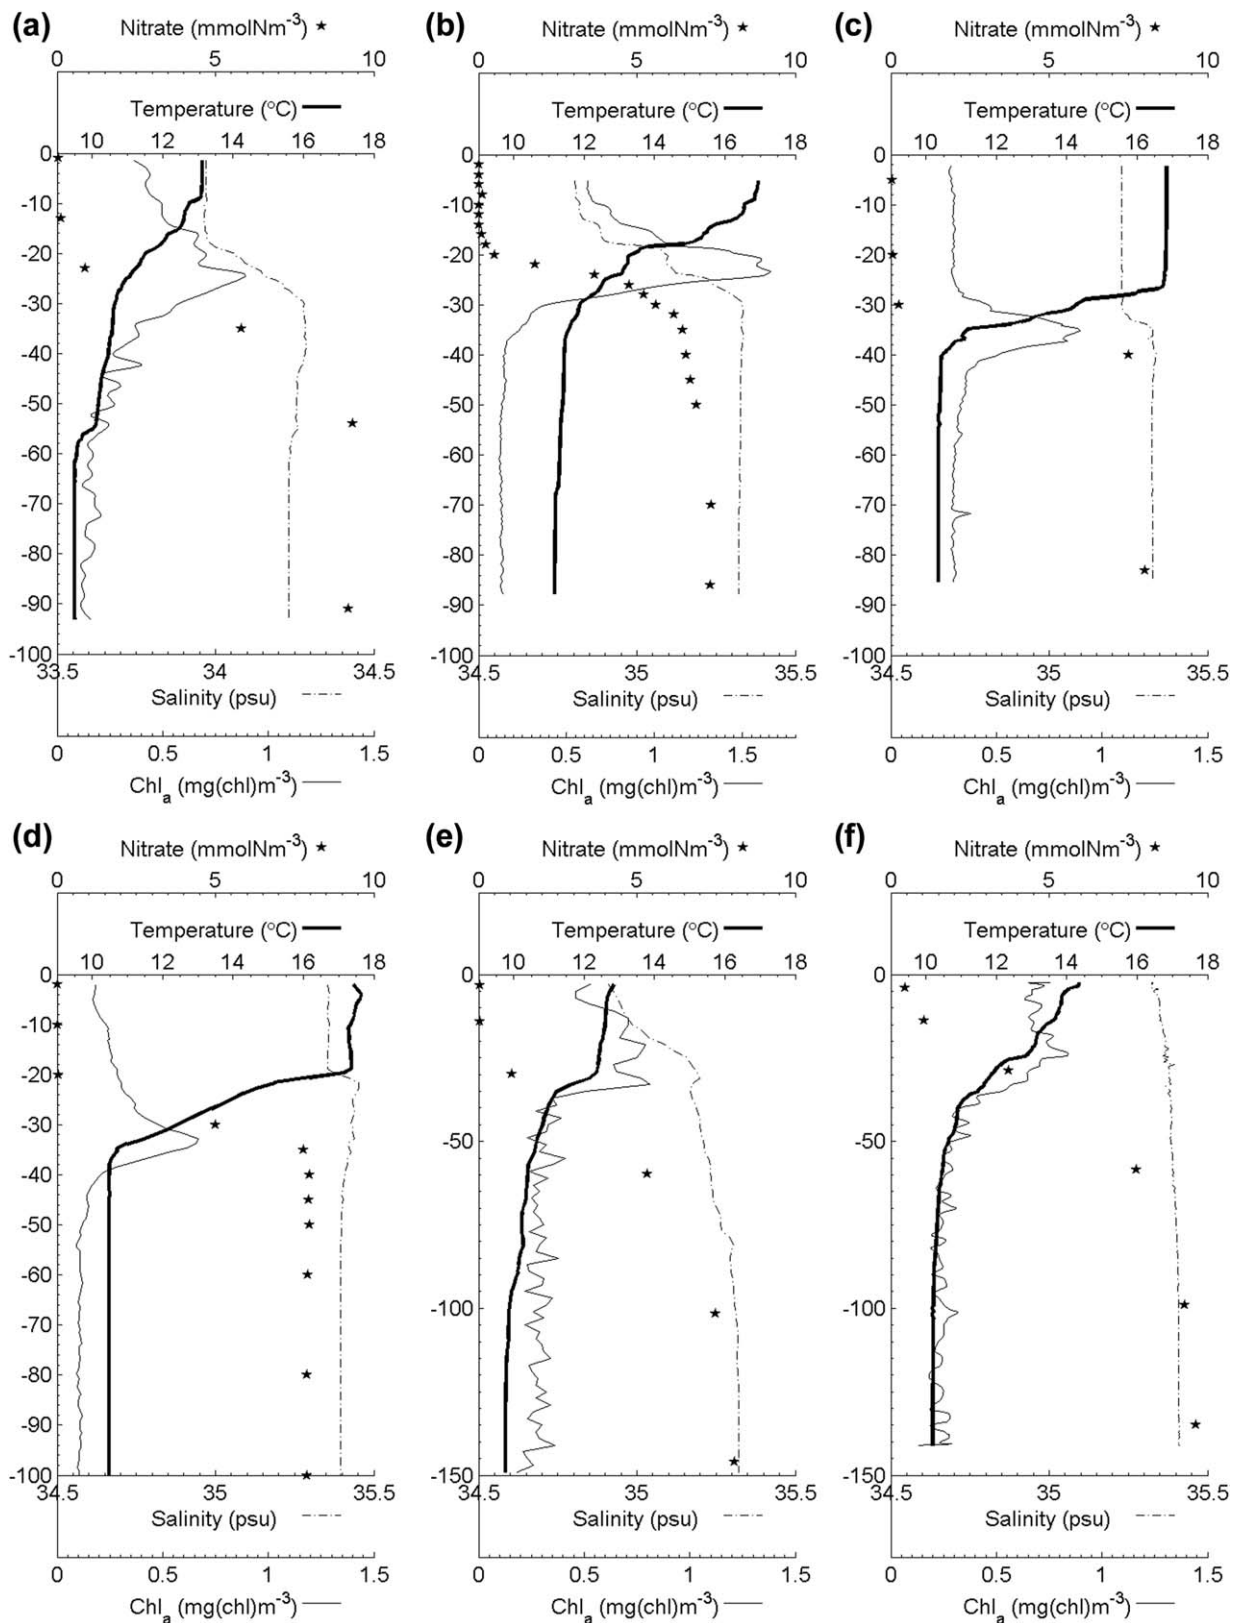 (a)
Nitrate (mmolNm-3) ★
0 5 10
Temperature (°C)
10 12 14 16 18
0
-10
-20
-30
-40
-50
-60
-70
-80
-90
-100
33.5 34 34.5
Salinity (psu)
0 0.5 1 1.5
Chla (mg(chl)m-3)
(b)
Nitrate (mmolNm-3) ★
0 5 10
Temperature (°C)
10 12 14 16 18
0
-10
-20
-30
-40
-50
-60
-70
-80
-90
-100
34.5 35 35.5
Salinity (psu)
0 0.5 1 1.5
Chla (mg(chl)m-3)
(c)
Nitrate (mmolNm-3) ★
0 5 10
Temperature (°C)
10 12 14 16 18
0
-10
-20
-30
-40
-50
-60
-70
-80
-90
-100
34.5 35 35.5
Salinity (psu)
0 0.5 1 1.5
Chla (mg(chl)m-3)
(d)
Nitrate (mmolNm-3) ★
0 5 10
Temperature (°C)
10 12 14 16 18
0
-10
-20
-30
-40
-50
-60
-70
-80
-90
-100
34.5 35 35.5
Salinity (psu)
0 0.5 1 1.5
Chla (mg(chl)m-3)
(e)
Nitrate (mmolNm-3) ★
0 5 10
Temperature (°C)
10 12 14 16 18
0
-50
-100
-150
34.5 35 35.5
Salinity (psu)
0 0.5 1 1.5
Chla (mg(chl)m-3)
(f)
Nitrate (mmolNm-3) ★
0 5 10
Temperature (°C)
10 12 14 16 18
0
-50
-100
-150
34.5 35 35.5
Salinity (psu)
0 0.5 1 1.5
Chla (mg(chl)m-3)